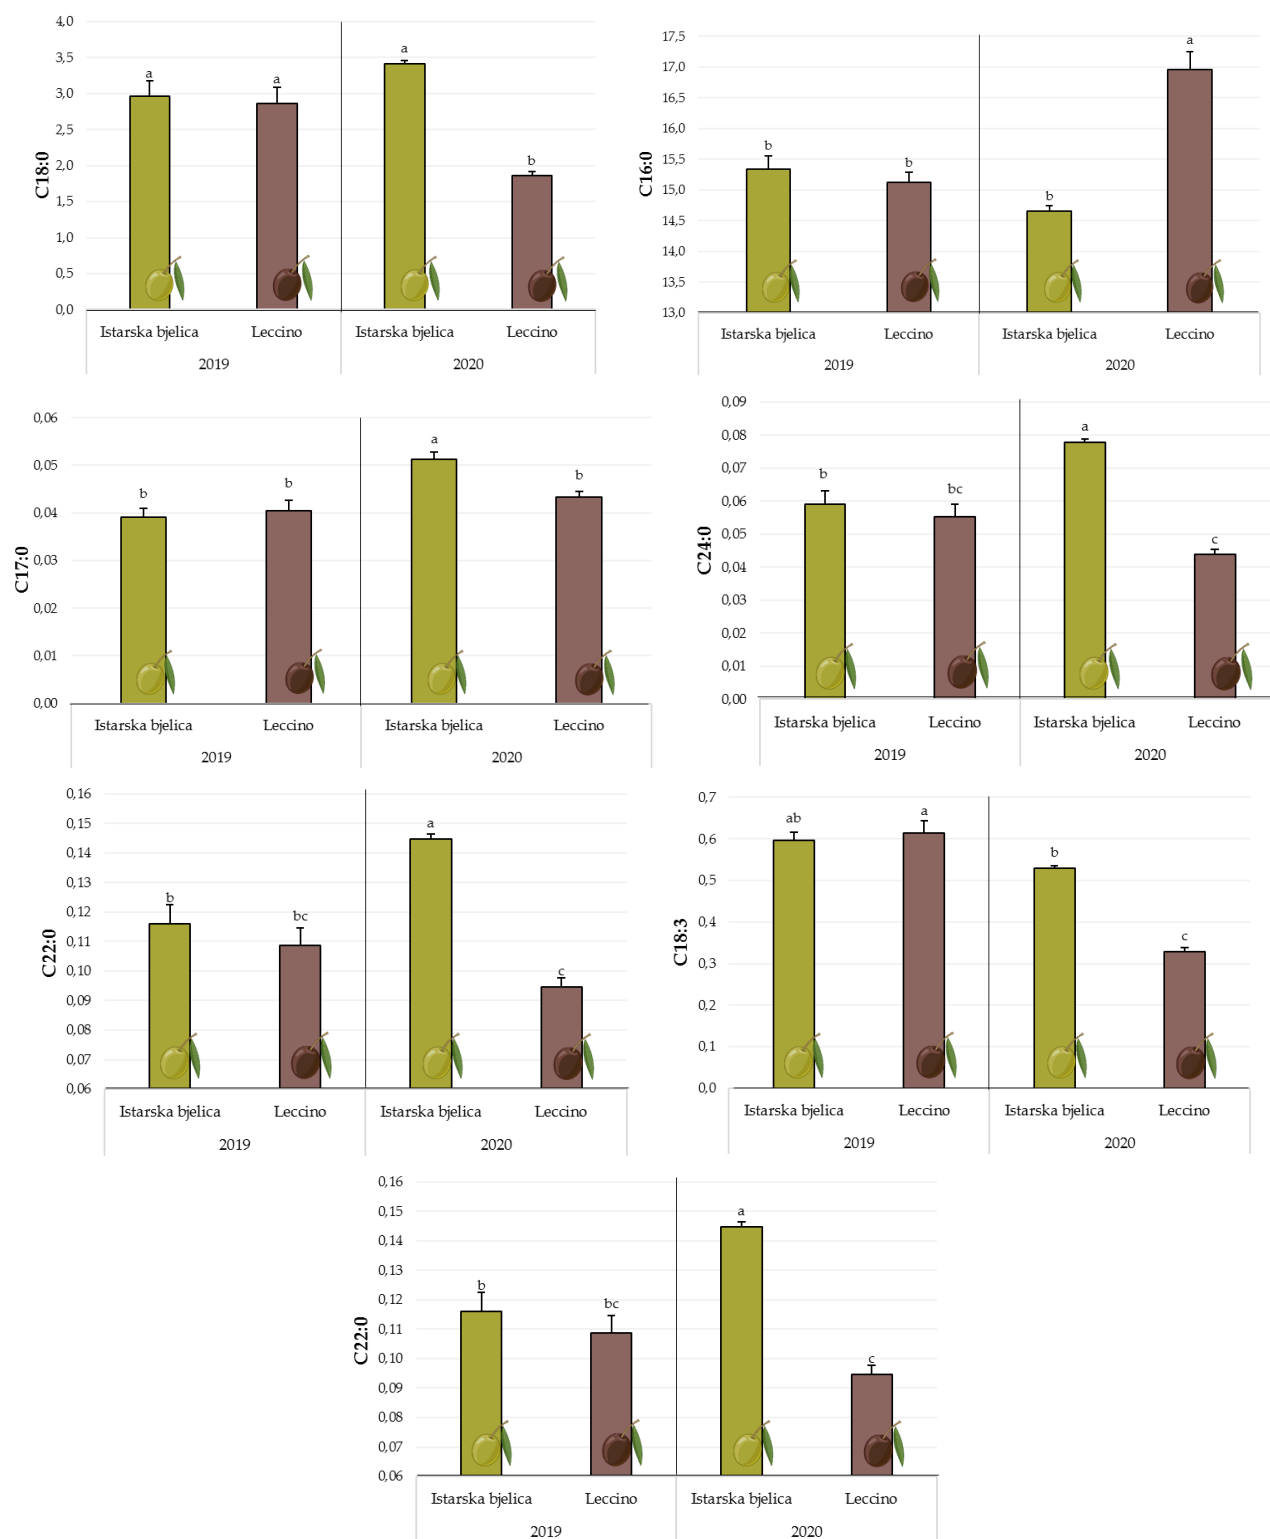 4,0
3,5
3,0
2,5
2,0
1,5
1,0
0,5
0,0
C18:0
a
a
a
b
Istarska bjelica Leccino Istarska bjelica Leccino
2019 2020
17,5
17,0
16,5
16,0
15,5
15,0
14,5
14,0
13,5
13,0
C16:0
b
b
b
a
Istarska bjelica Leccino Istarska bjelica Leccino
2019 2020
0,06
0,05
0,04
0,03
0,02
0,01
0,00
C17:0
b
b
a
b
Istarska bjelica Leccino Istarska bjelica Leccino
2019 2020
0,09
0,08
0,07
0,06
0,05
0,04
0,03
0,02
0,01
0,00
C24:0
b
bc
a
c
Istarska bjelica Leccino Istarska bjelica Leccino
2019 2020
0,16
0,15
0,14
0,13
0,12
0,11
0,10
0,09
0,08
0,07
0,06
C22:0
b
bc
a
c
Istarska bjelica Leccino Istarska bjelica Leccino
2019 2020
0,7
0,6
0,5
0,4
0,3
0,2
0,1
0,0
C18:3
ab
a
b
c
Istarska bjelica Leccino Istarska bjelica Leccino
2019 2020
0,16
0,15
0,14
0,13
0,12
0,11
0,10
0,09
0,08
0,07
0,06
C22:0
b
bc
a
c
Istarska bjelica Leccino Istarska bjelica Leccino
2019 2020